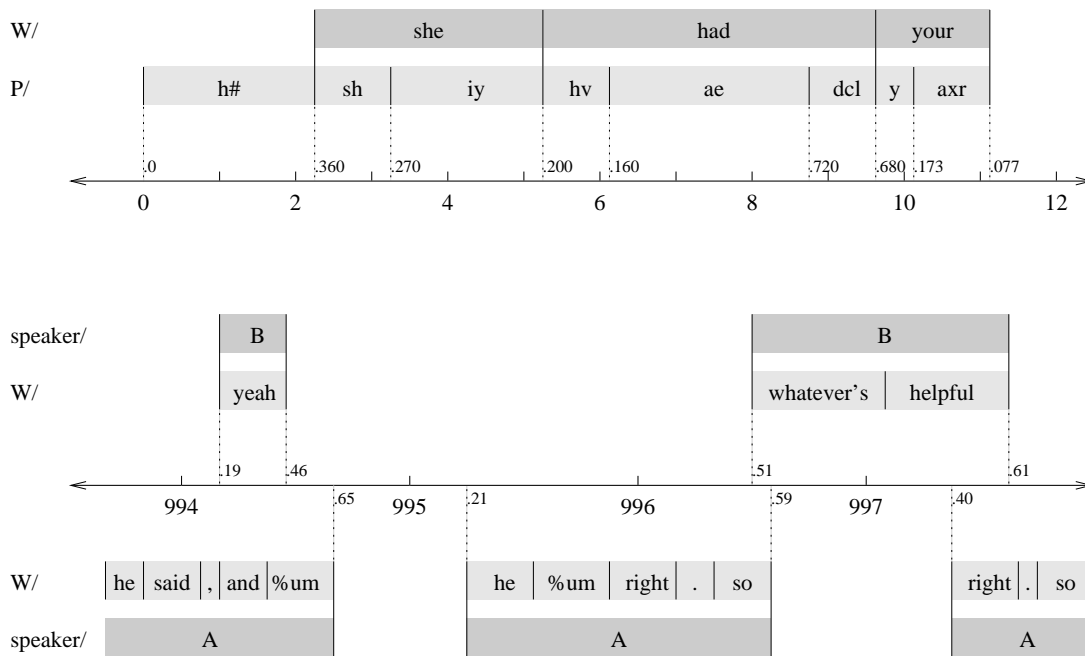 W/ she had your
P/ h# sh iy hv ae dcl y axr
.0 .360 .270 .200 .160 .720 .680 .173 .077
0 2 4 6 8 10 12
speaker/ B B
W/ yeah whatever's helpful
.19 .46 .51 .61
994 .65 995 .21 996 .59 997 .40
W/ he said , and %um he %um right . so right . so
speaker/ A A A